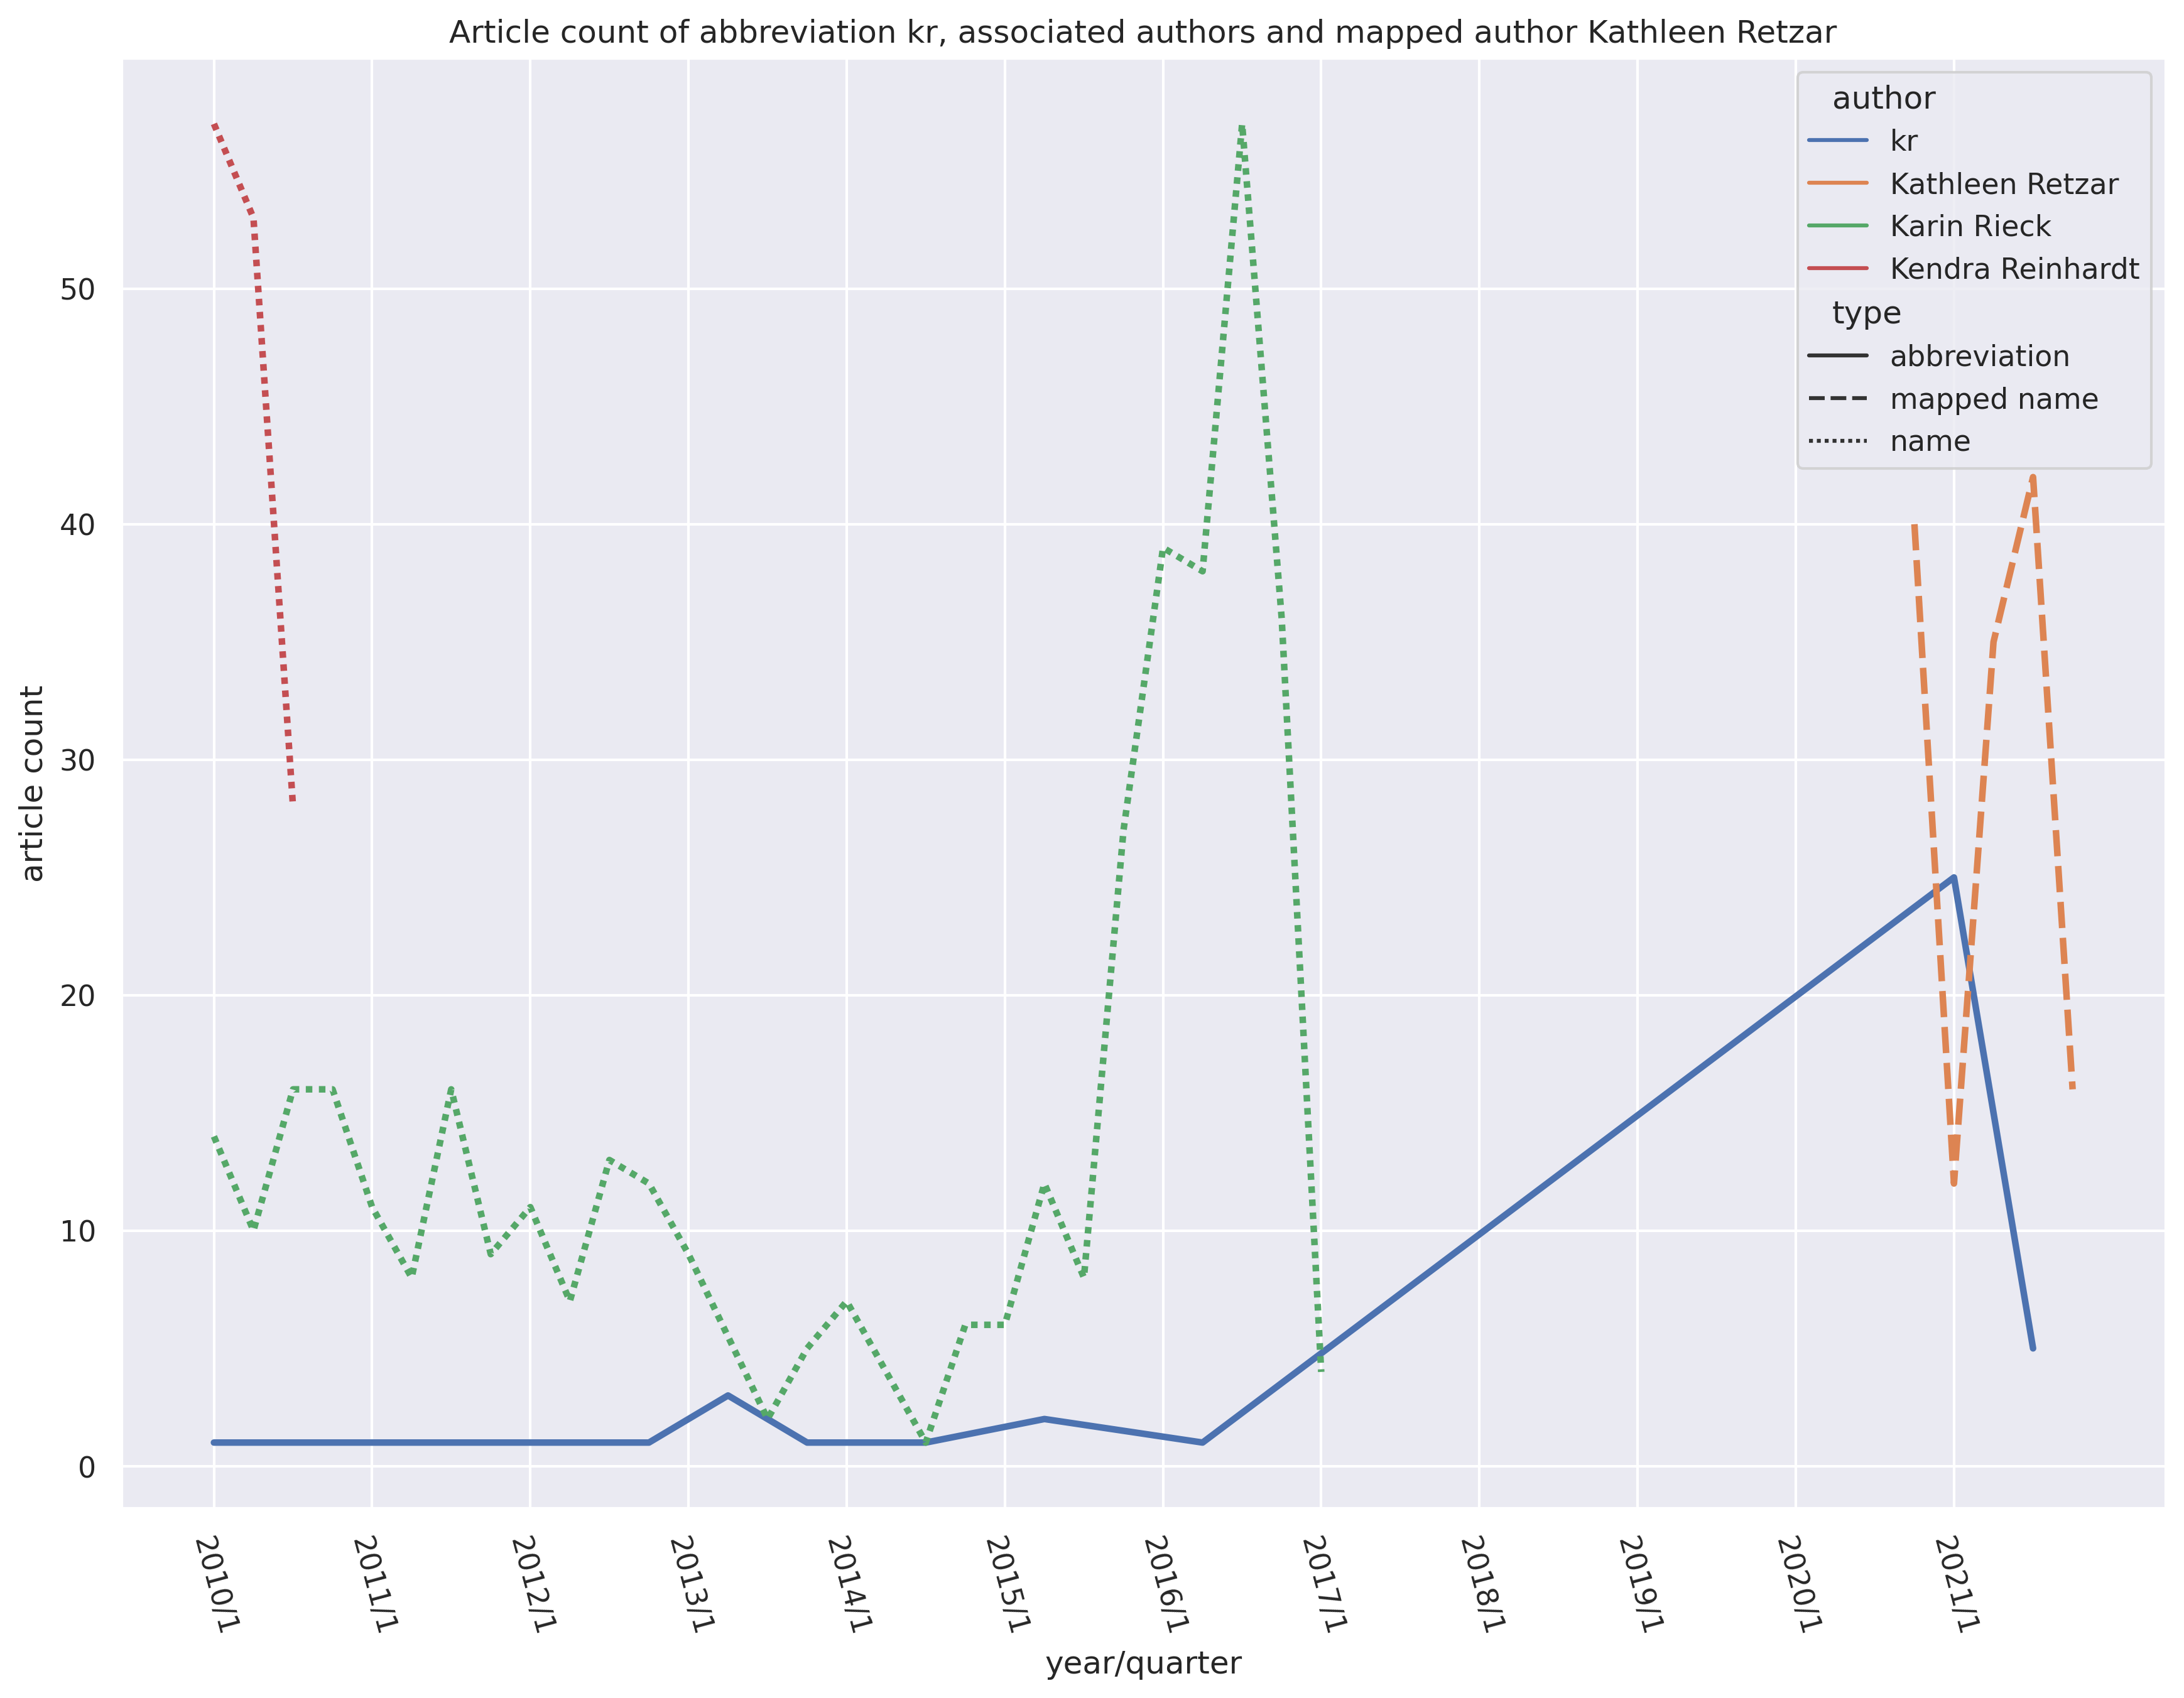 Article count of abbreviation kr, associated authors and mapped author Kathleen Retzar
author
kr
Kathleen Retzar
Karin Rieck
Kendra Reinhardt
type
abbreviation
mapped name
name
article count
50
40
30
20
10
0
2010/1
2011/1
2012/1
2013/1
2014/1
2015/1
2016/1
2017/1
2018/1
2019/1
2020/1
2021/1
year/quarter